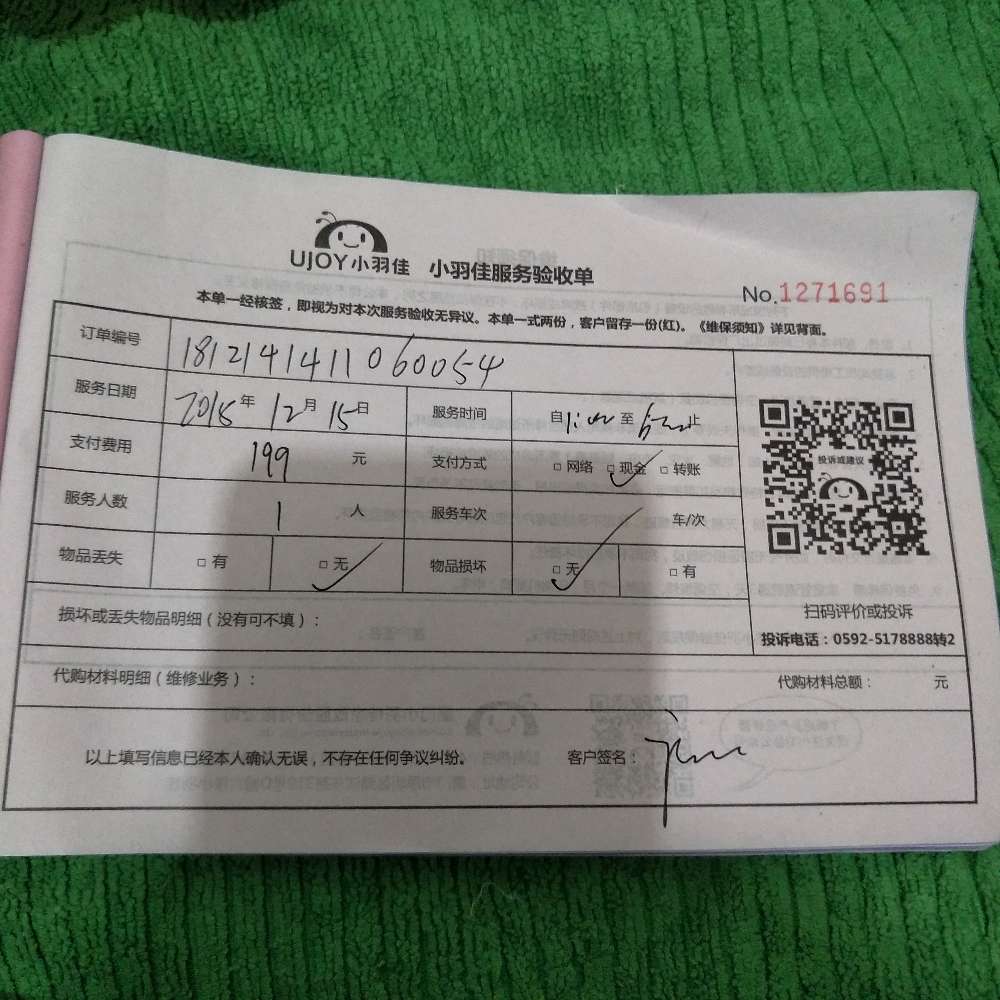 UJOY小羽佳 小羽佳服务验收单
No.1271691
本单一经核签，即视为对本次服务验收无异议。本单一式两份，客户留存一份(红)。《维保须知》详见背面。
订单编号 1812141411060054
服务日期 2018年12月15日 服务时间 自 至 止
支付费用 199 元 支付方式 □网络 □现金 □转账
服务人数 1 人 服务车次 车/次
物品丢失 □有 □无 物品损坏 □无 □有
投诉或建议
扫码评价或投诉
投诉电话：0592-5178888转2
损坏或丢失物品明细（没有可不填）：
代购材料明细（维修业务）： 代购材料总额： 元
以上填写信息已经本人确认无误，不存在任何争议纠纷。 客户签名：